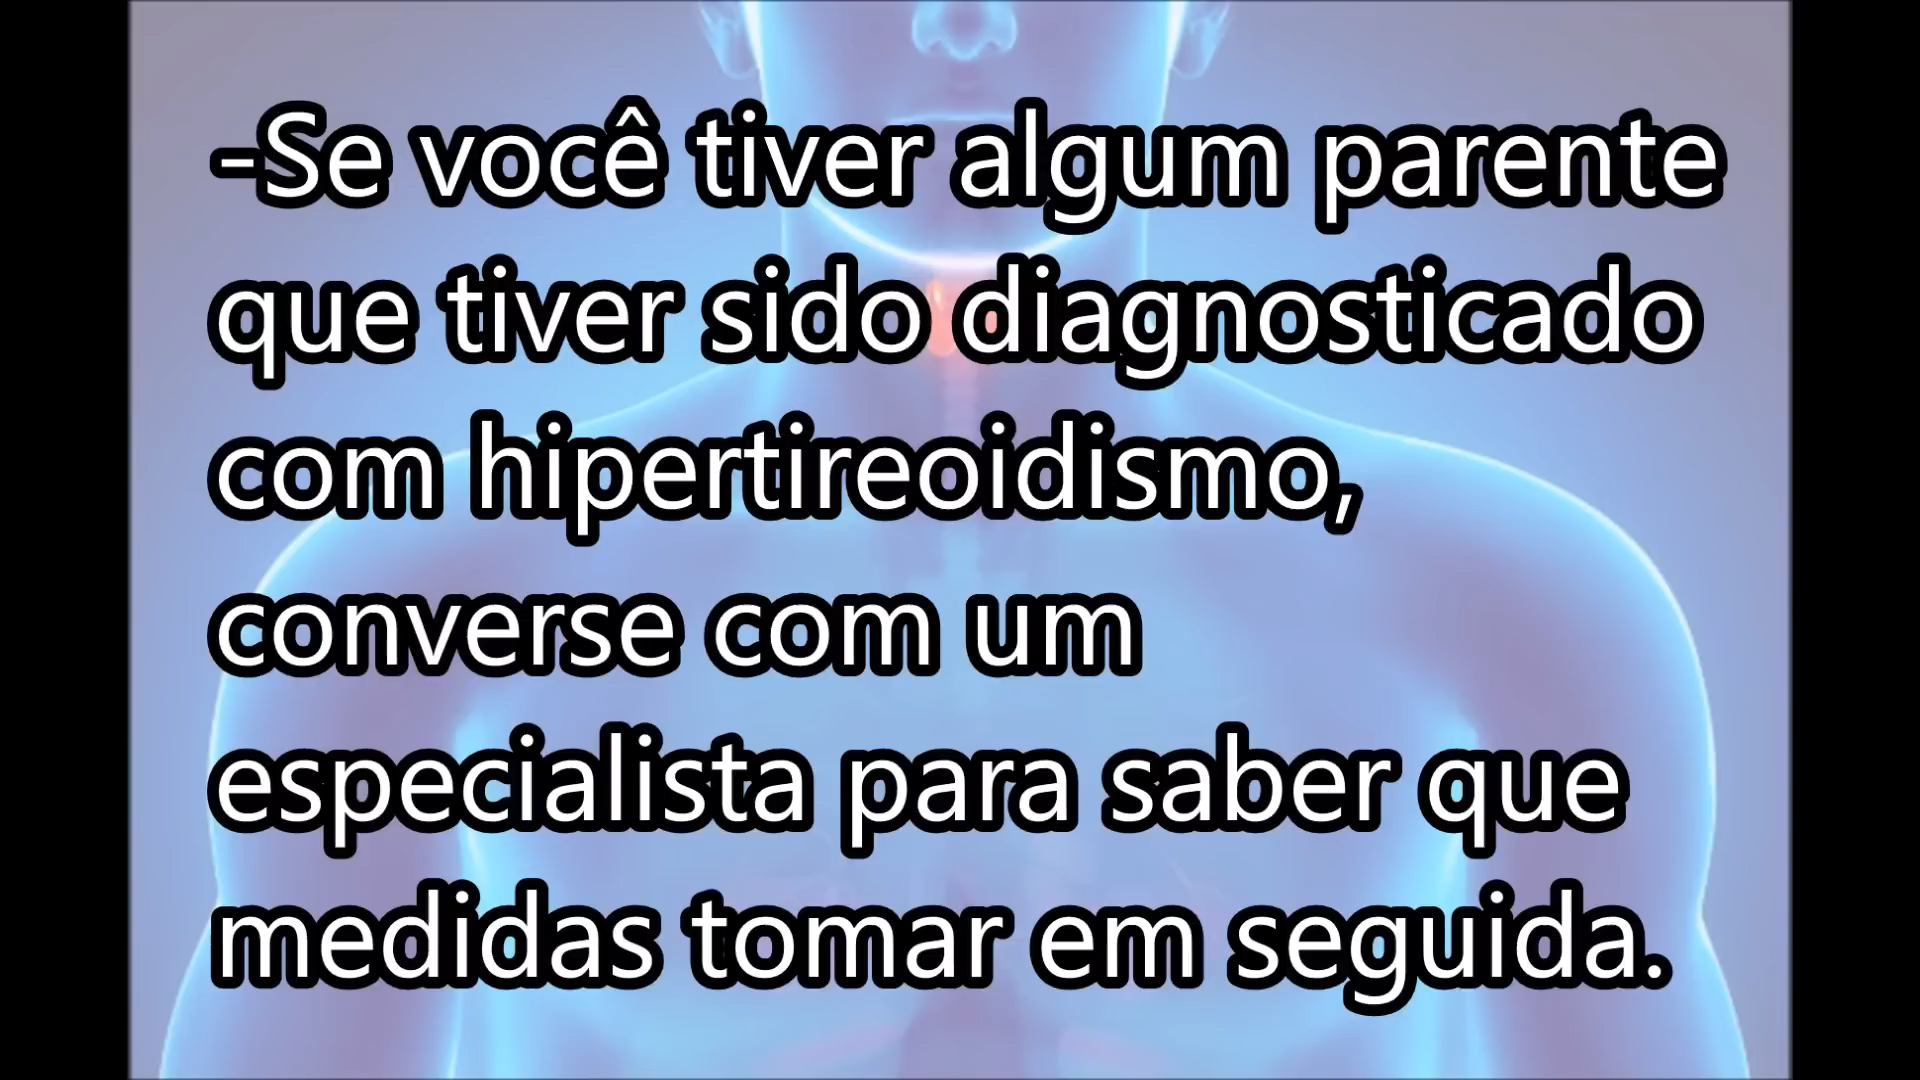 -Se você tiver algum parente
que tiver sido diagnosticado
com hipertireoidismo,
converse com um
especialista para saber que
medidas tomar em seguida.